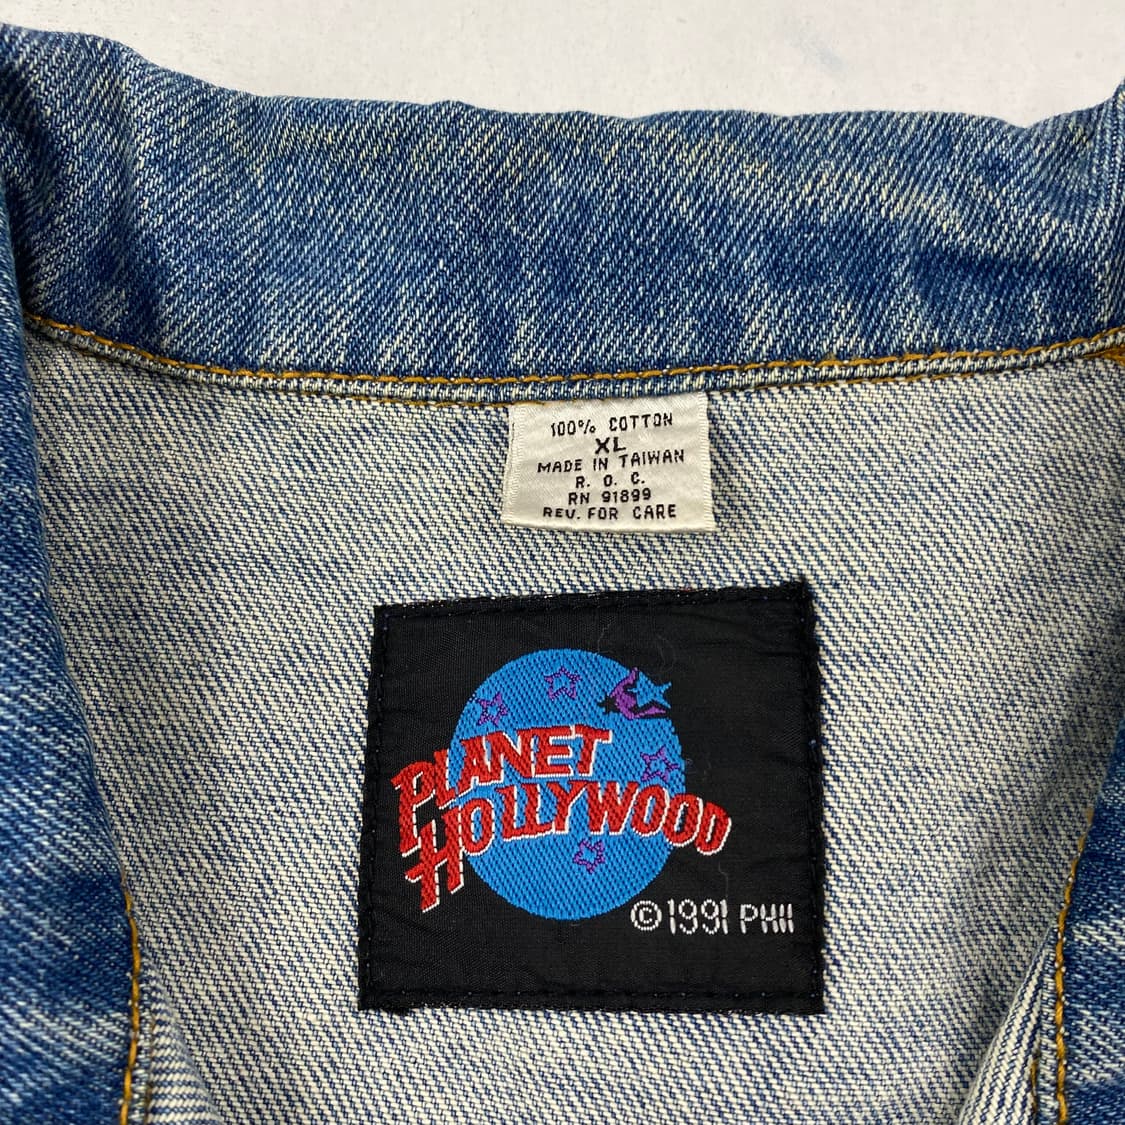 100% COTTON
XL
MADE IN TAIWAN
R. O. C.
RN 91899
REV. FOR CARE
PLANET
HOLLYWOOD
©1991 PHII